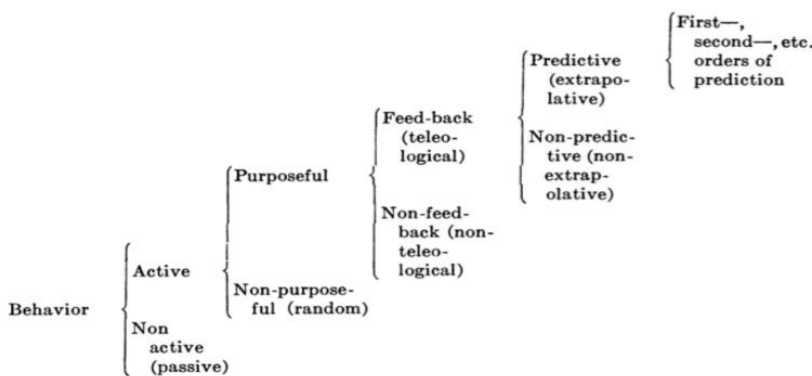 First—,
second—, etc.
orders of
prediction
Predictive
(extrapo-
lative)
Non-predic-
tive (non-
extrap-
olative)
Feed-back
(teleo-
logical)
Non-feed-
back (non-
teleo-
logical)
Purposeful
Non-purpose-
ful (random)
Active
Non
active
(passive)
Behavior